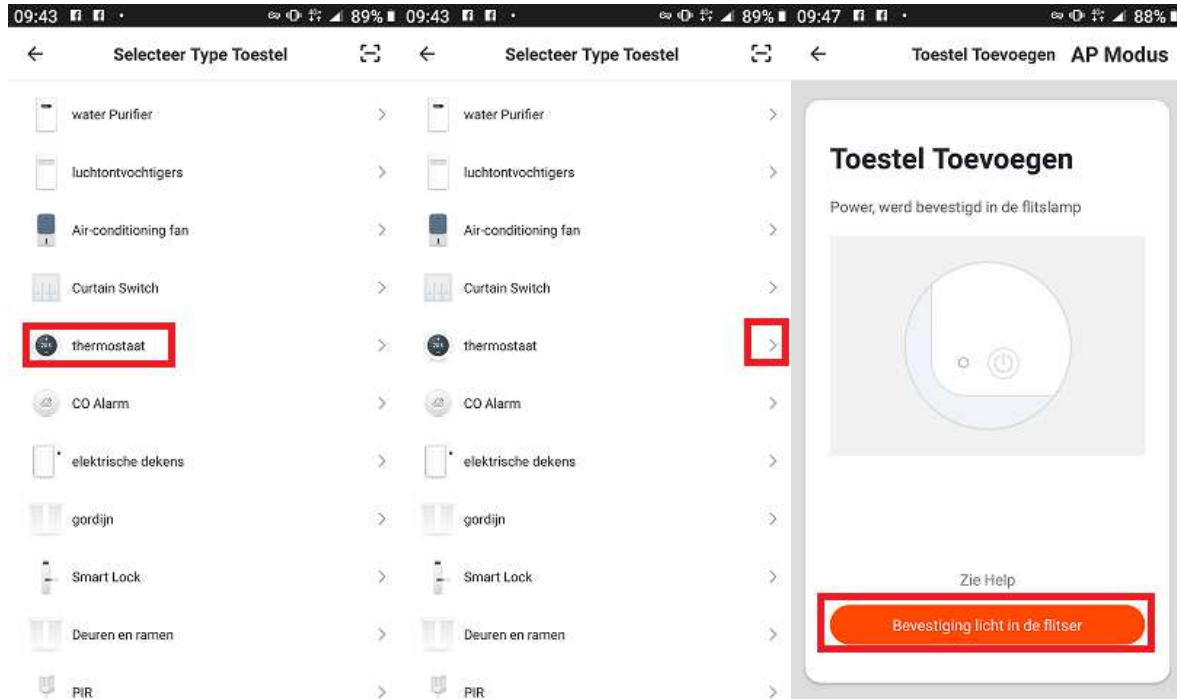 09:43 89%
Selecteer Type Toestel
water Purifier
luchtontvochtigers
Air-conditioning fan
Curtain Switch
thermostaat
CO Alarm
elektrische dekens
gordijn
Smart Lock
Deuren en ramen
PIR
09:43 89%
Selecteer Type Toestel
water Purifier
luchtontvochtigers
Air-conditioning fan
Curtain Switch
thermostaat
CO Alarm
elektrische dekens
gordijn
Smart Lock
Deuren en ramen
PIR
09:47 88%
Toestel Toevoegen AP Modus
Toestel Toevoegen
Power, werd bevestigd in de flitslamp
Zie Help
Bevestiging licht in de flitser